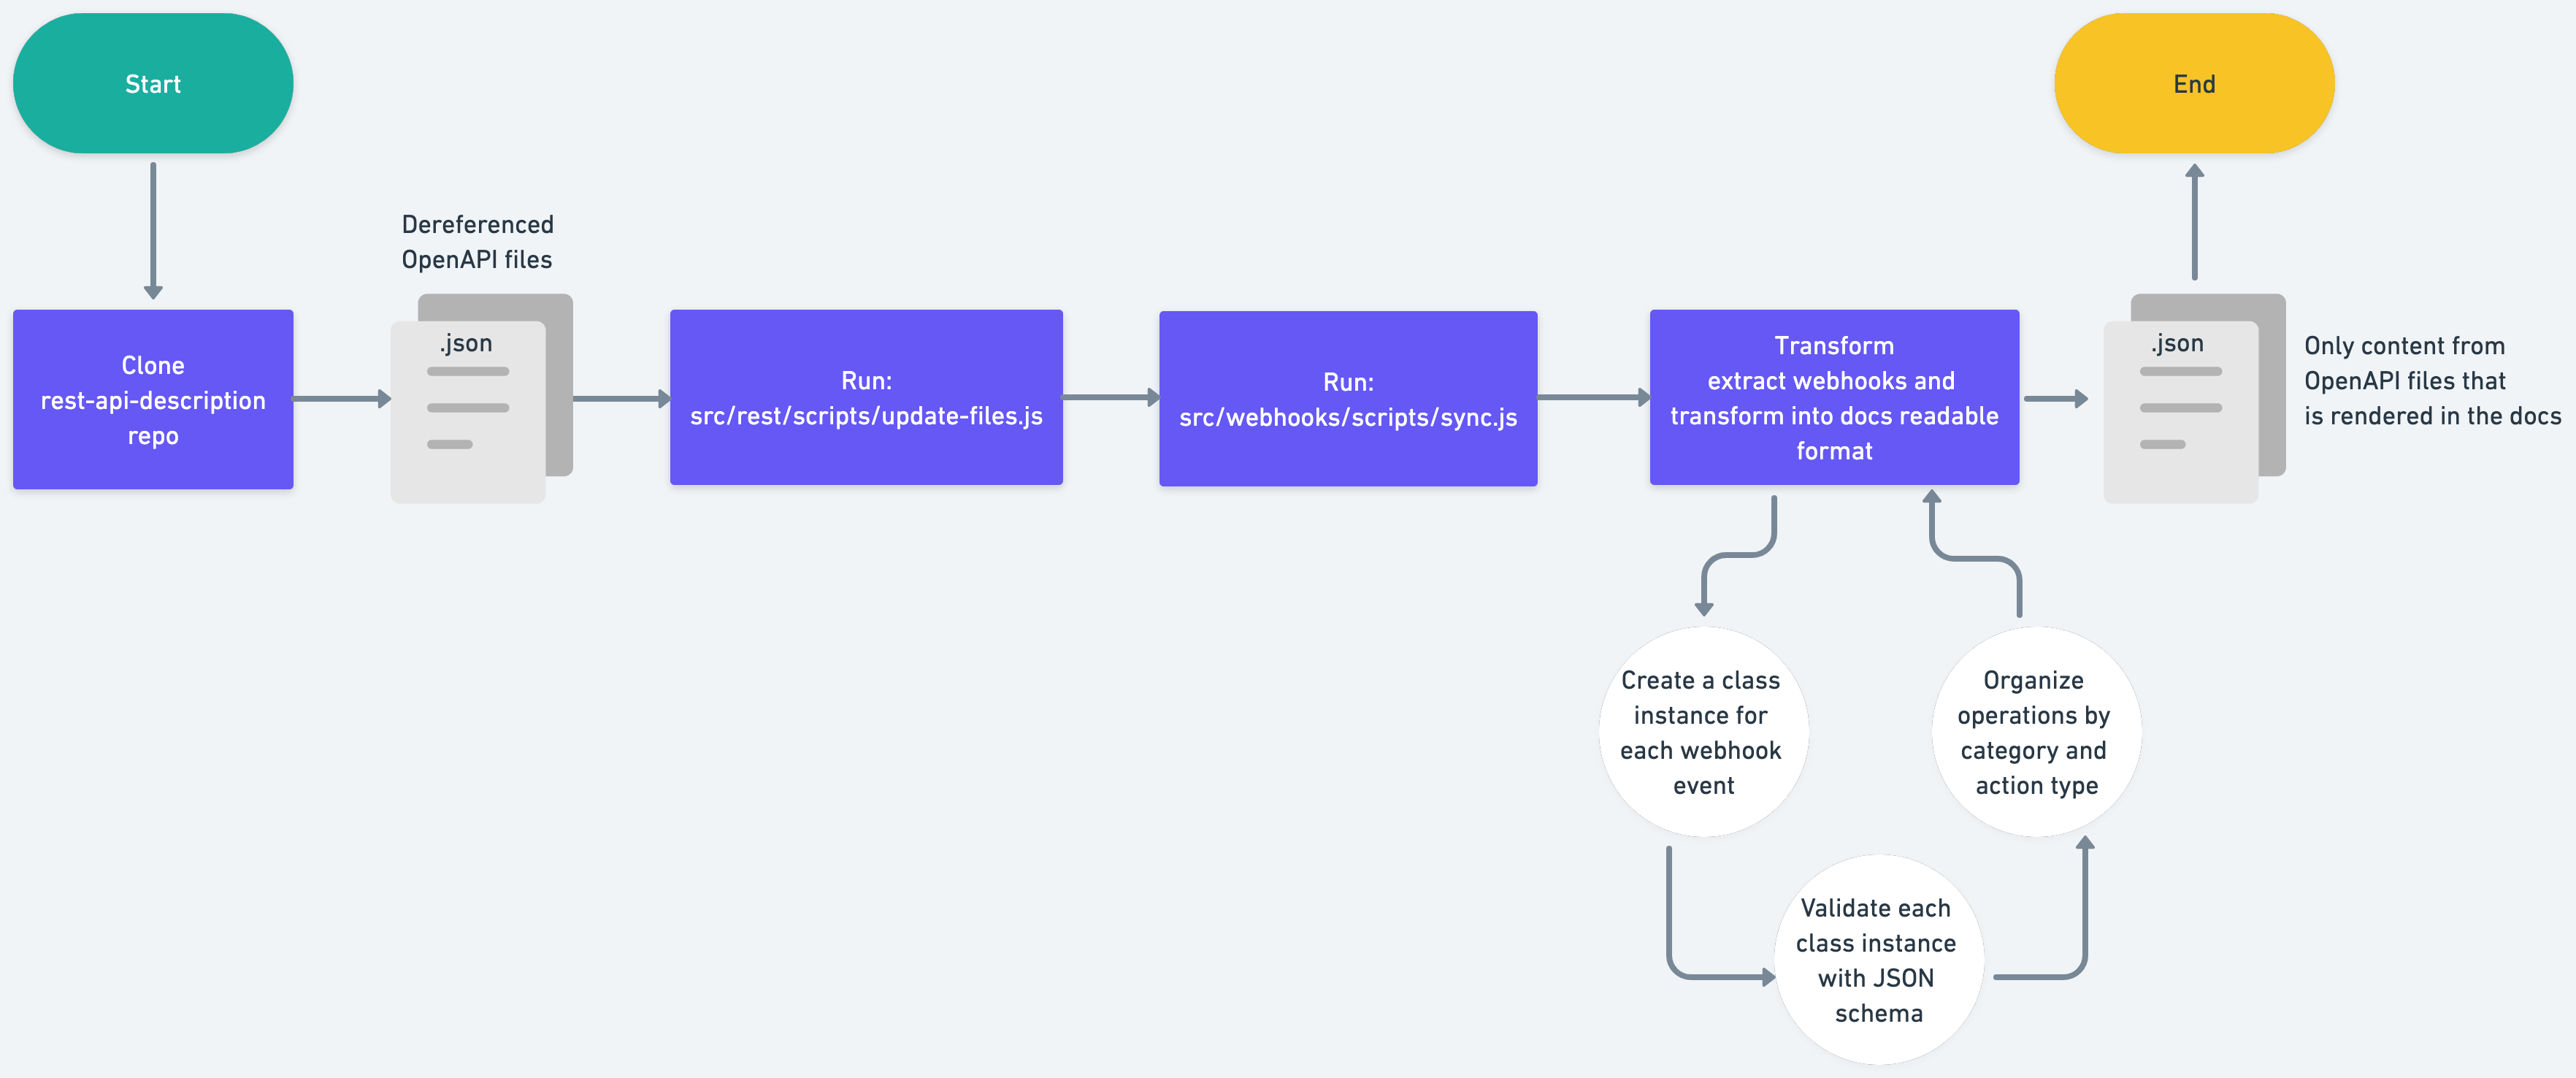 Start
End
Dereferenced
OpenAPI files
.json
Clone
rest-api-description
repo
Run:
src/rest/scripts/update-files.js
Run:
src/webhooks/scripts/sync.js
Transform
extract webhooks and
transform into docs readable
format
.json
Only content from
OpenAPI files that
is rendered in the docs
Create a class
instance for
each webhook
event
Validate each
class instance
with JSON
schema
Organize
operations by
category and
action type